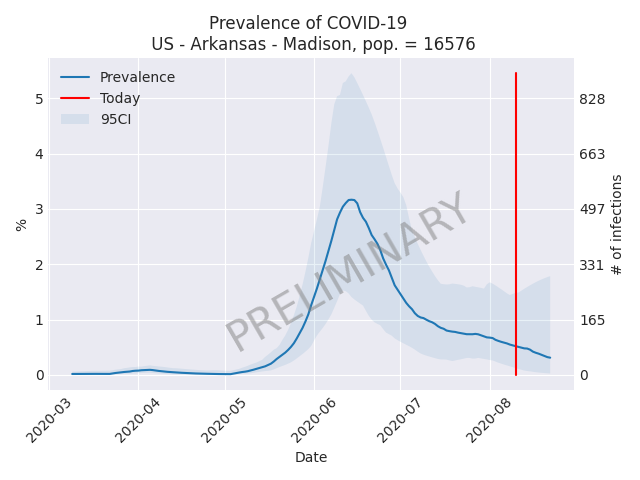 Prevalence of COVID-19
US - Arkansas - Madison, pop. = 16576
Prevalence
Today
95CI
5
4
3
2
1
0
%
828
663
497
331
165
0
# of infections
PRELIMINARY
2020-03
2020-04
2020-05
2020-06
2020-07
2020-08
Date